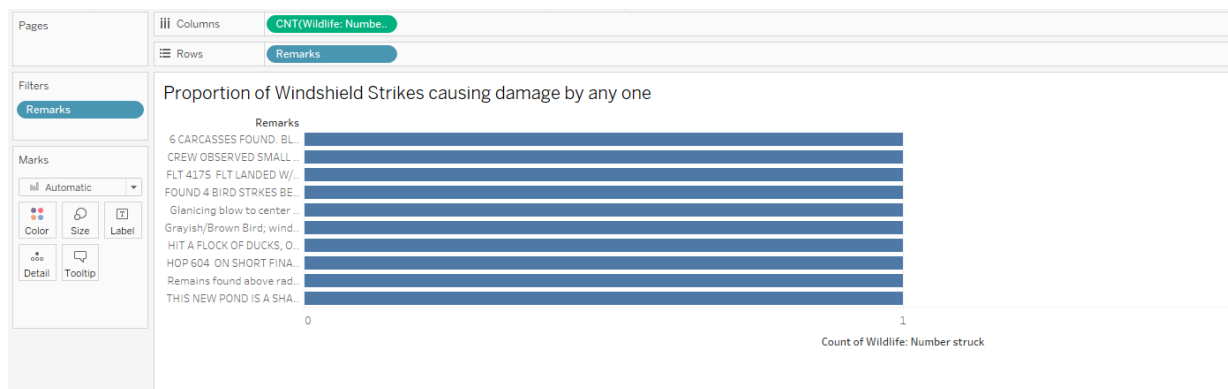 Pages
Columns
CNT(Wildlife: Numbe..
Rows
Remarks
Filters
Remarks
Marks
Automatic
Color
Size
Label
Detail
Tooltip
Proportion of Windshield Strikes causing damage by any one
Remarks
6 CARCASSES FOUND. BL..
CREW OBSERVED SMALL ..
FLT 4175 FLT LANDED W/..
FOUND 4 BIRD STRKES BE..
Glanicing blow to center ..
Grayish/Brown Bird; wind..
HIT A FLOCK OF DUCKS, O..
HOP 604 ON SHORT FINA..
Remains found above rad..
THIS NEW POND IS A SHA..
0
1
Count of Wildlife: Number struck